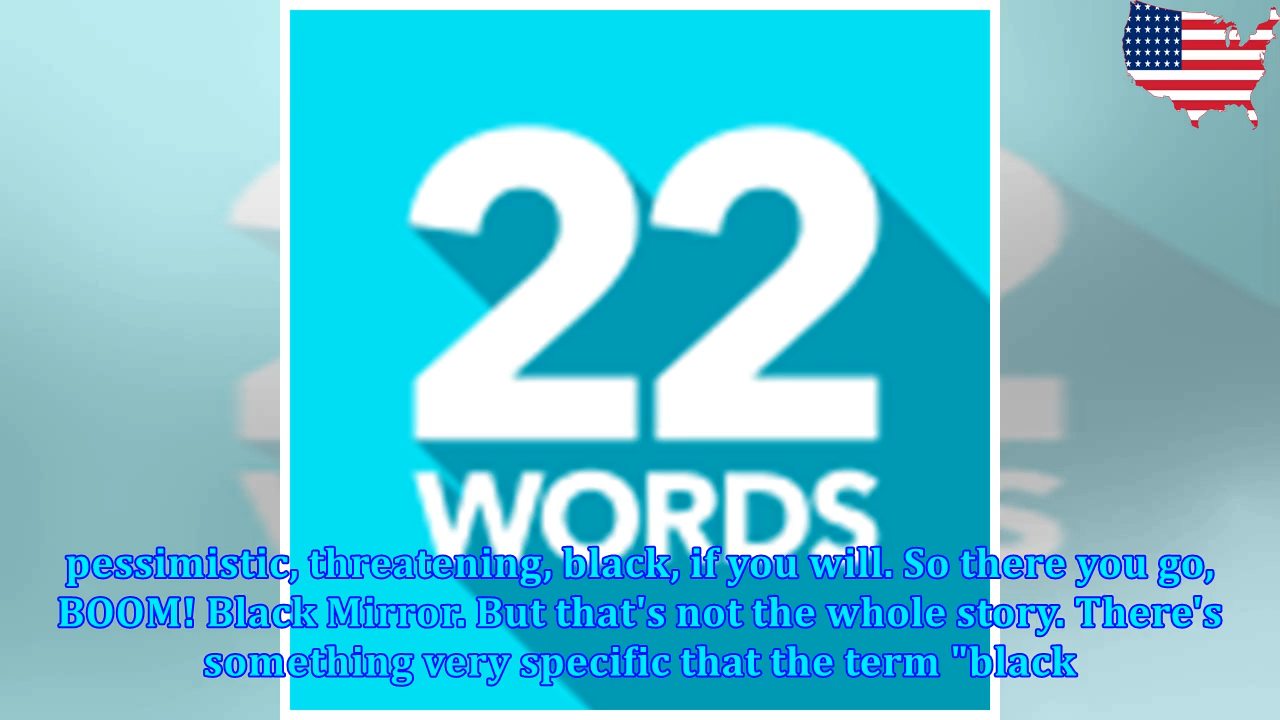 22
WORDS
pessimistic, threatening, black, if you will. So there you go,
BOOM! Black Mirror. But that's not the whole story. There's
something very specific that the term "black